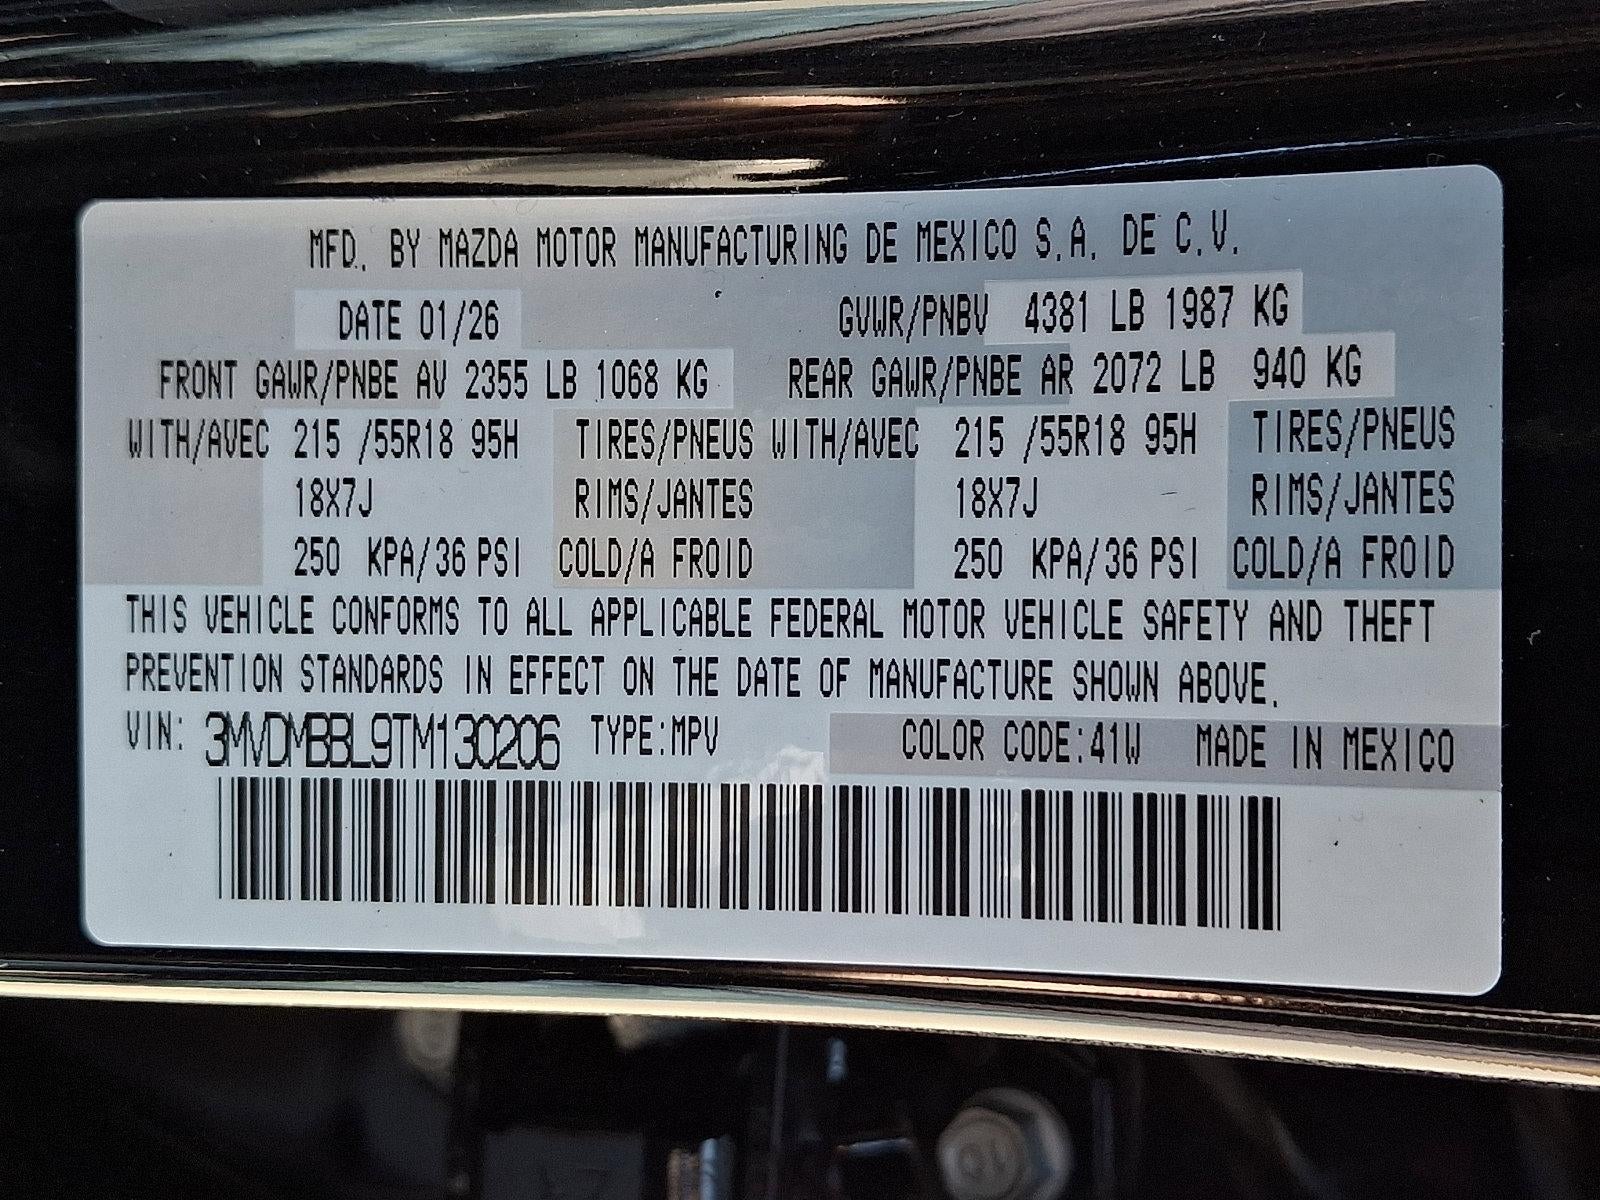 MFD. BY MAZDA MOTOR MANUFACTURING DE MEXICO S.A. DE C.V.
DATE 01/26 GVWR/PNBV 4381 LB 1987 KG
FRONT GAWR/PNBE AV 2355 LB 1068 KG REAR GAWR/PNBE AR 2072 LB 940 KG
WITH/AVEC 215 /55R18 95H TIRES/PNEUS WITH/AVEC 215 /55R18 95H TIRES/PNEUS
18X7J RIMS/JANTES 18X7J RIMS/JANTES
250 KPA/36 PSI COLD/A FROID 250 KPA/36 PSI COLD/A FROID
THIS VEHICLE CONFORMS TO ALL APPLICABLE FEDERAL MOTOR VEHICLE SAFETY AND THEFT
PREVENTION STANDARDS IN EFFECT ON THE DATE OF MANUFACTURE SHOWN ABOVE.
VIN: 3MVDMBBL9TM130206 TYPE:MPV COLOR CODE:41W MADE IN MEXICO